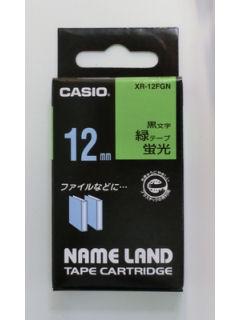 XR-12FGN
CASIO
12mm
黒文字
緑テープ
蛍光
ファイルなどに…
NAME LAND
TAPE CARTRIDGE